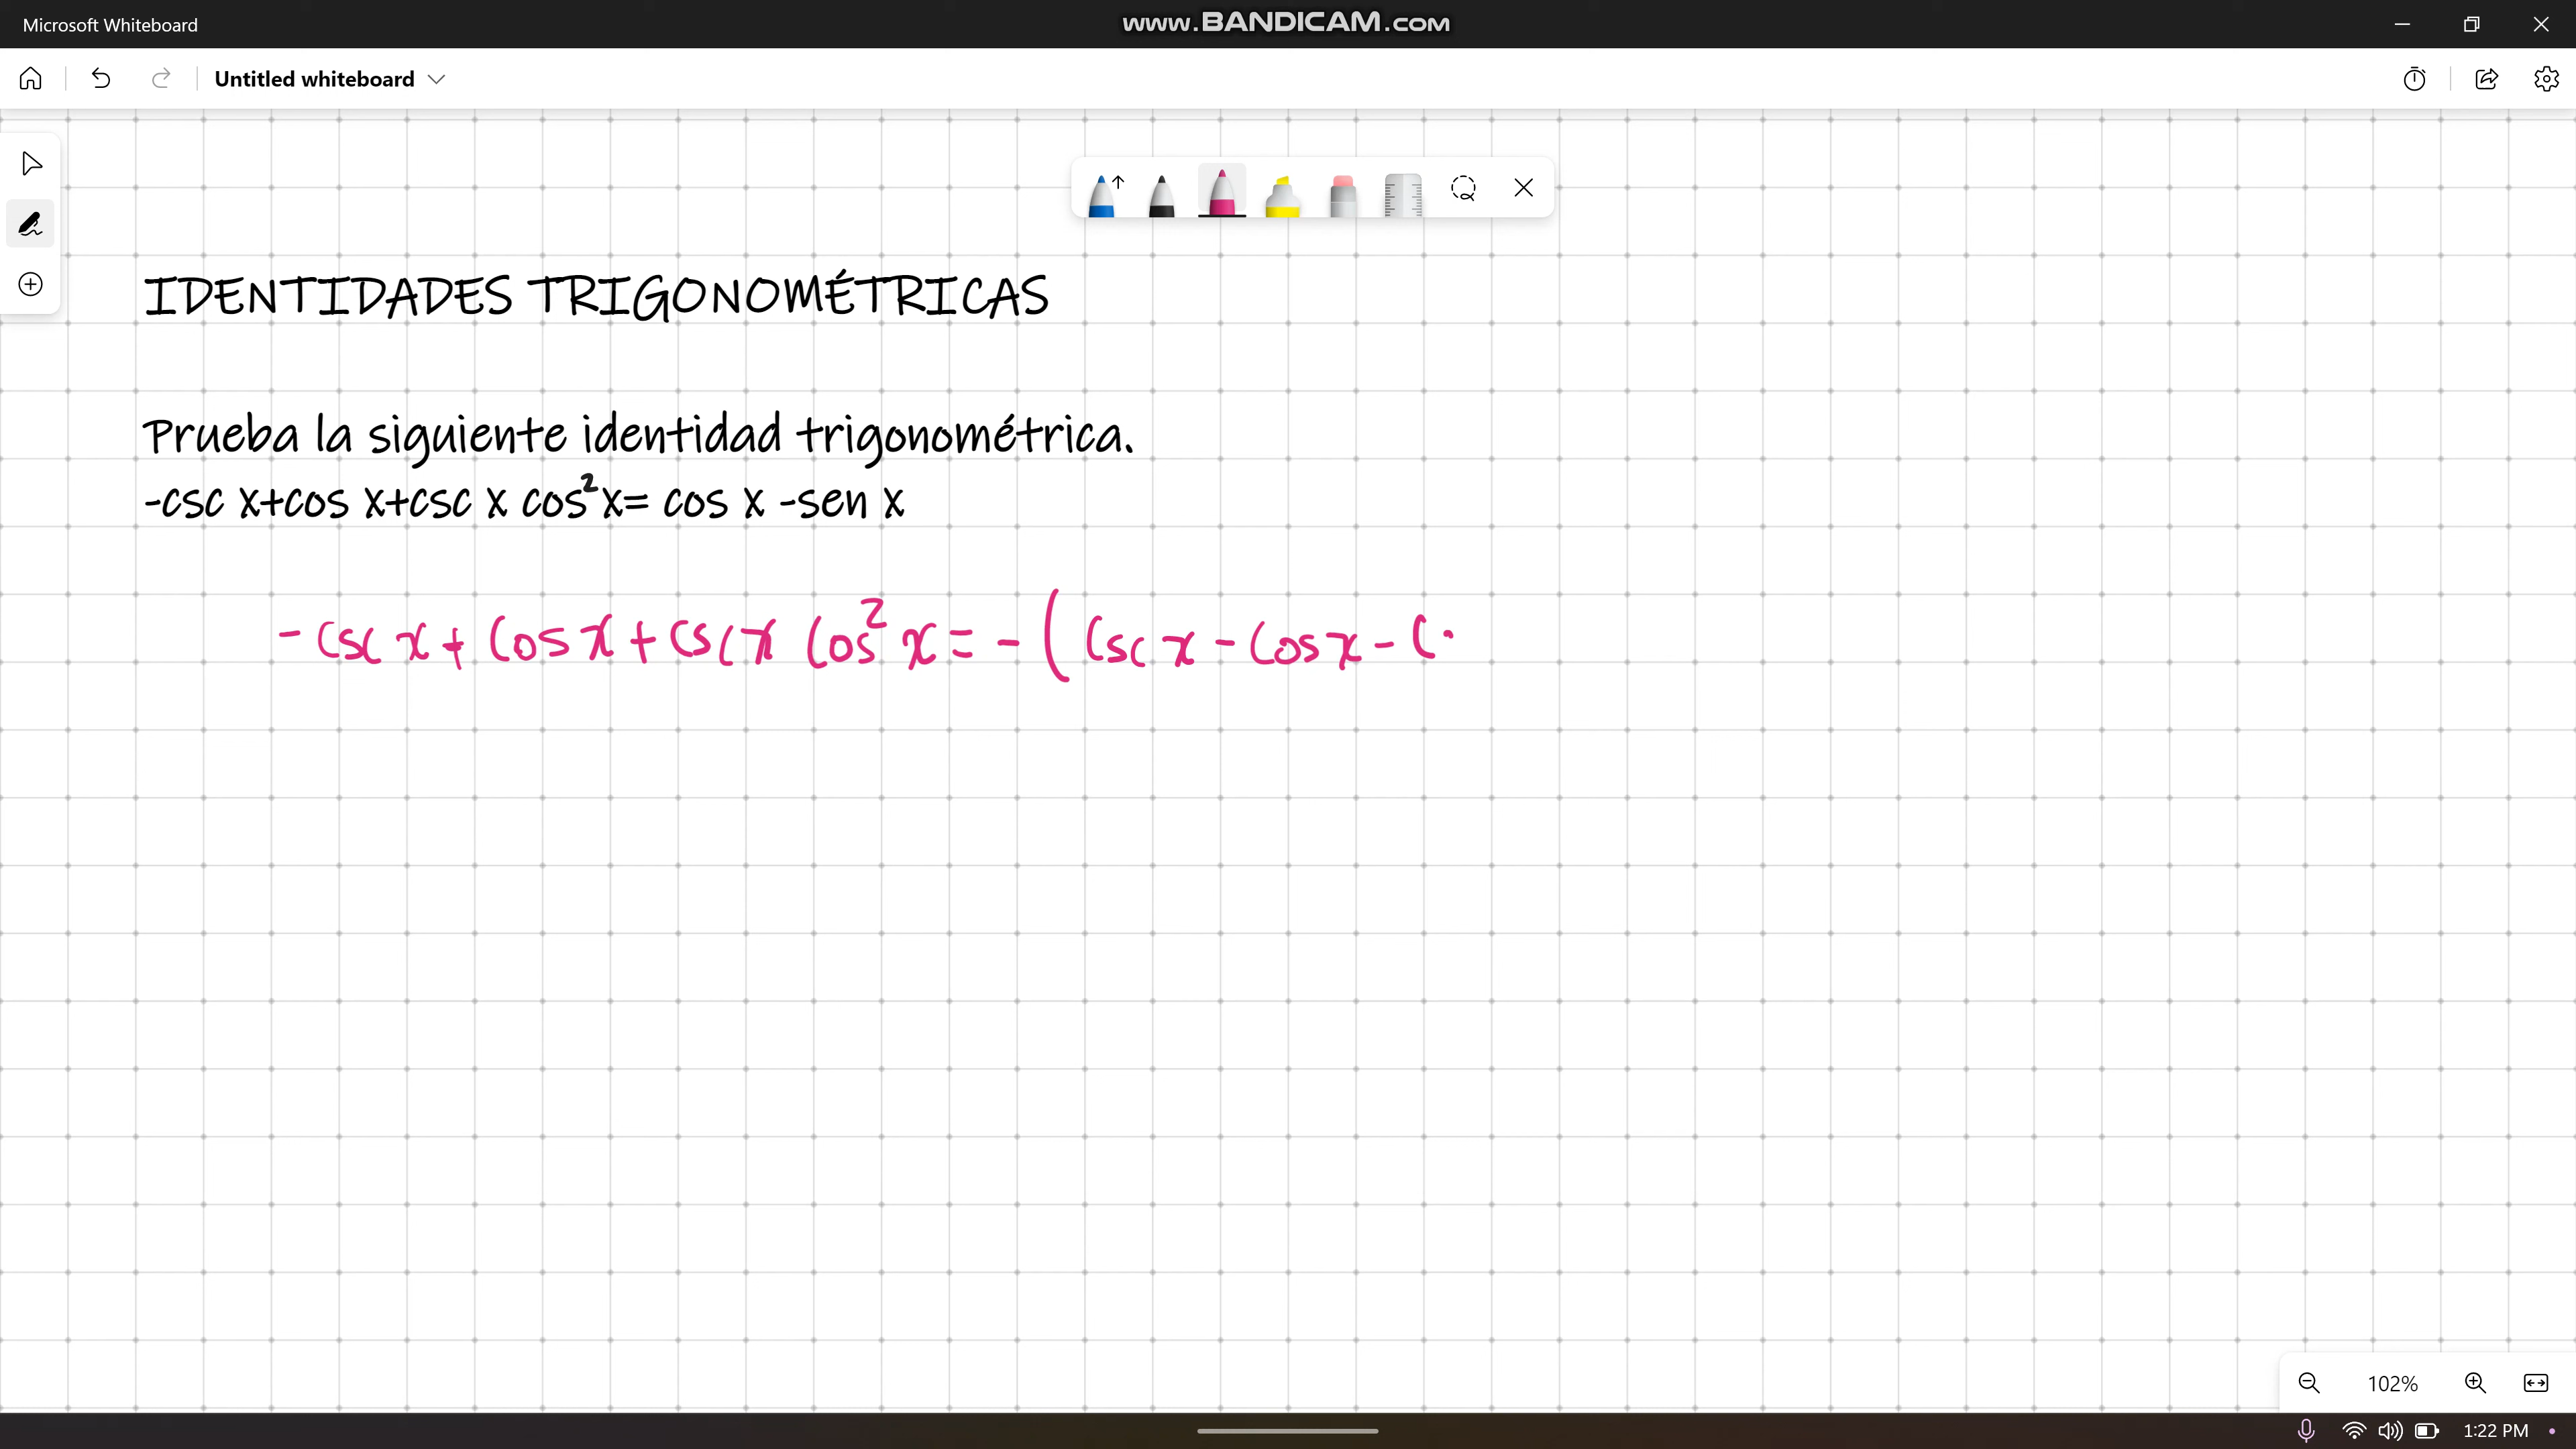 Microsoft Whiteboard
www.BANDICAM.com
Untitled whiteboard
IDENTIDADES TRIGONOMÉTRICAS
Prueba la siguiente identidad trigonométrica.
-csc x+cos x+csc x cos²x= cos x -sen x
- Csc x + Cos x + Csc x Cos² x = - ( Csc x - Cos x - C
102%
1:22 PM